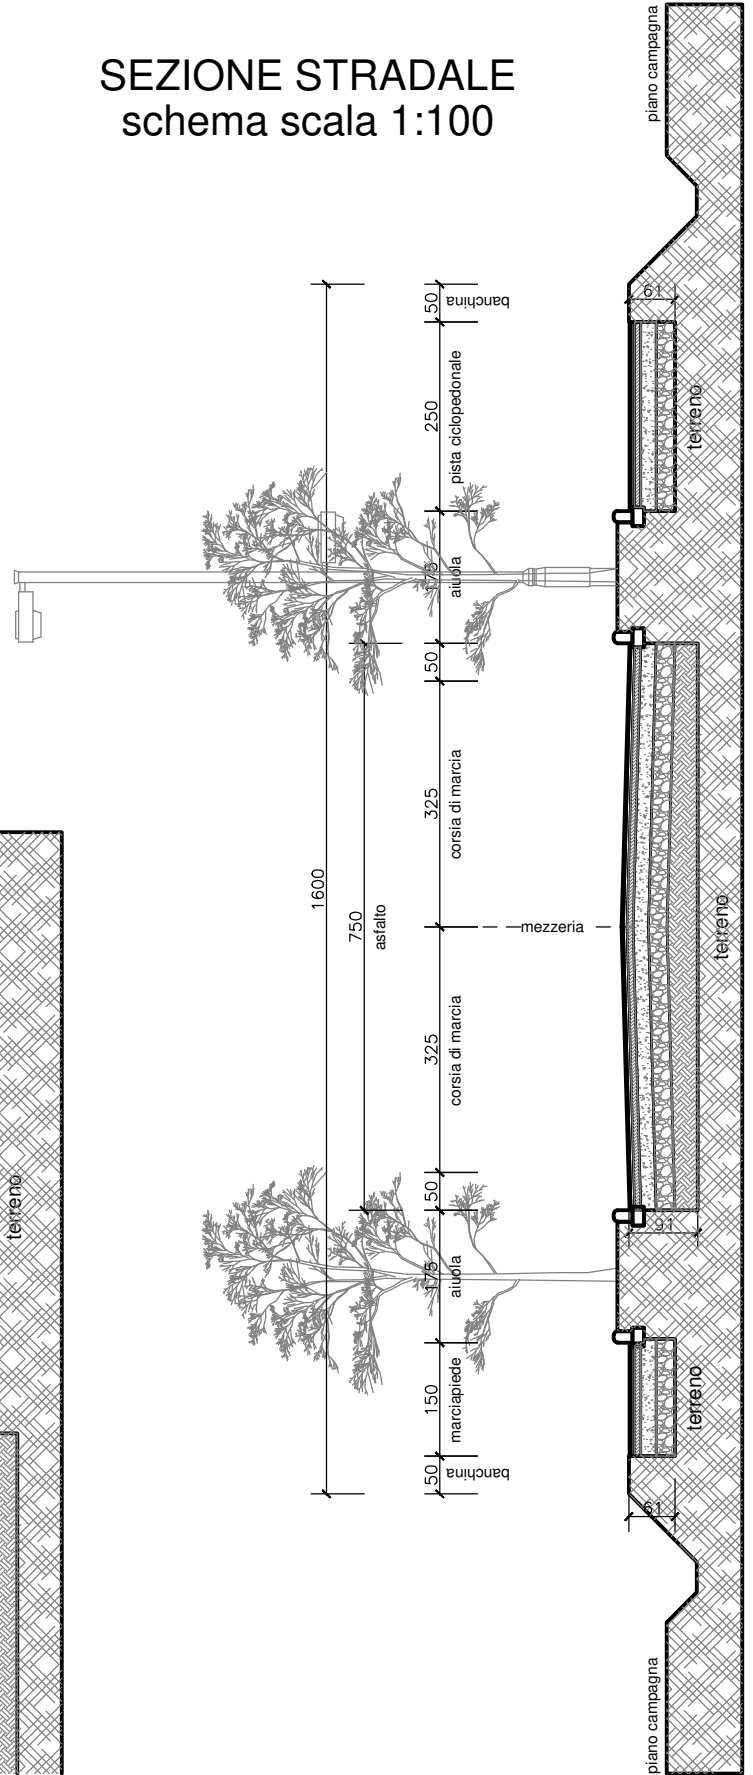 SEZIONE STRADALE
schema scala 1:100
piano campagna
50
banchina
61
250
pista ciclopedonale
terreno
175
aiuola
50
325
corsia di marcia
1600
750
asfalto
mezzeria
terreno
325
corsia di marcia
50
91
175
aiuola
terreno
150
marciapiede
terreno
50
banchina
61
piano campagna